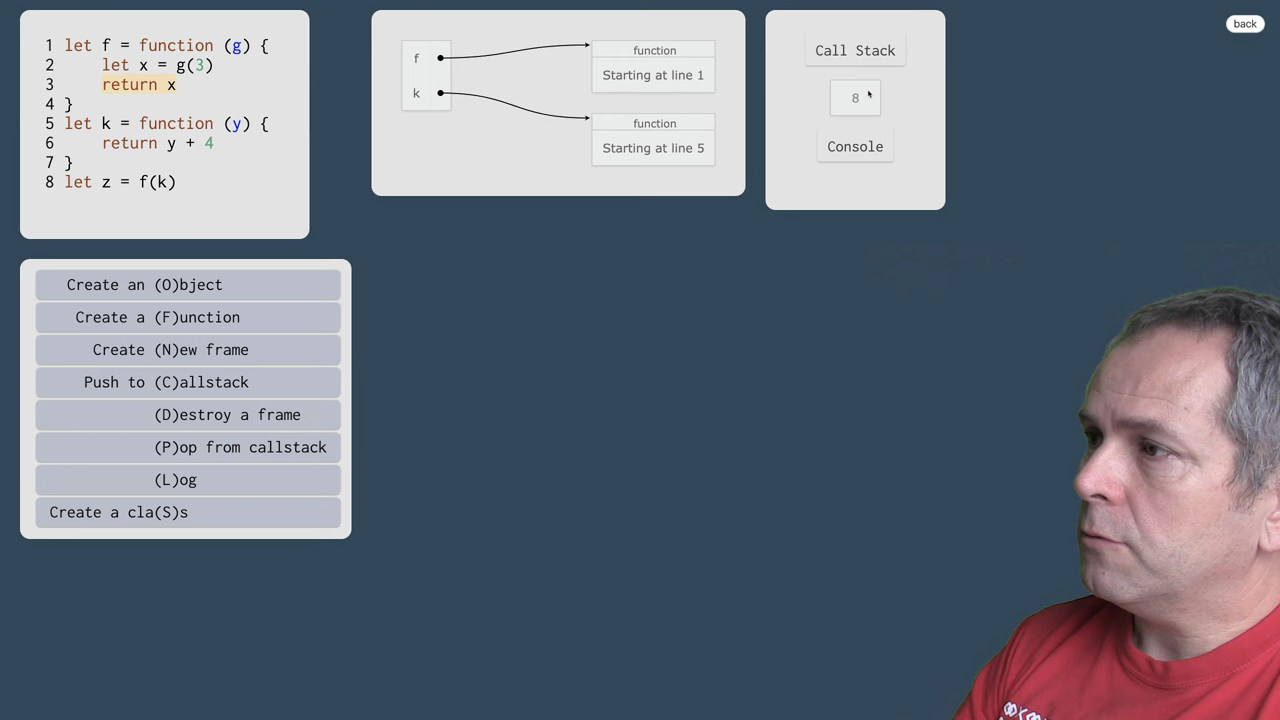 1 let f = function (g) {
2 let x = g(3)
3 return x
4 }
5 let k = function (y) {
6 return y + 4
7 }
8 let z = f(k)
f
k
function
Starting at line 1
function
Starting at line 5
Call Stack
8
Console
back
Create an (O)bject
Create a (F)unction
Create (N)ew frame
Push to (C)allstack
(D)estroy a frame
(P)op from callstack
(L)og
Create a cla(S)s